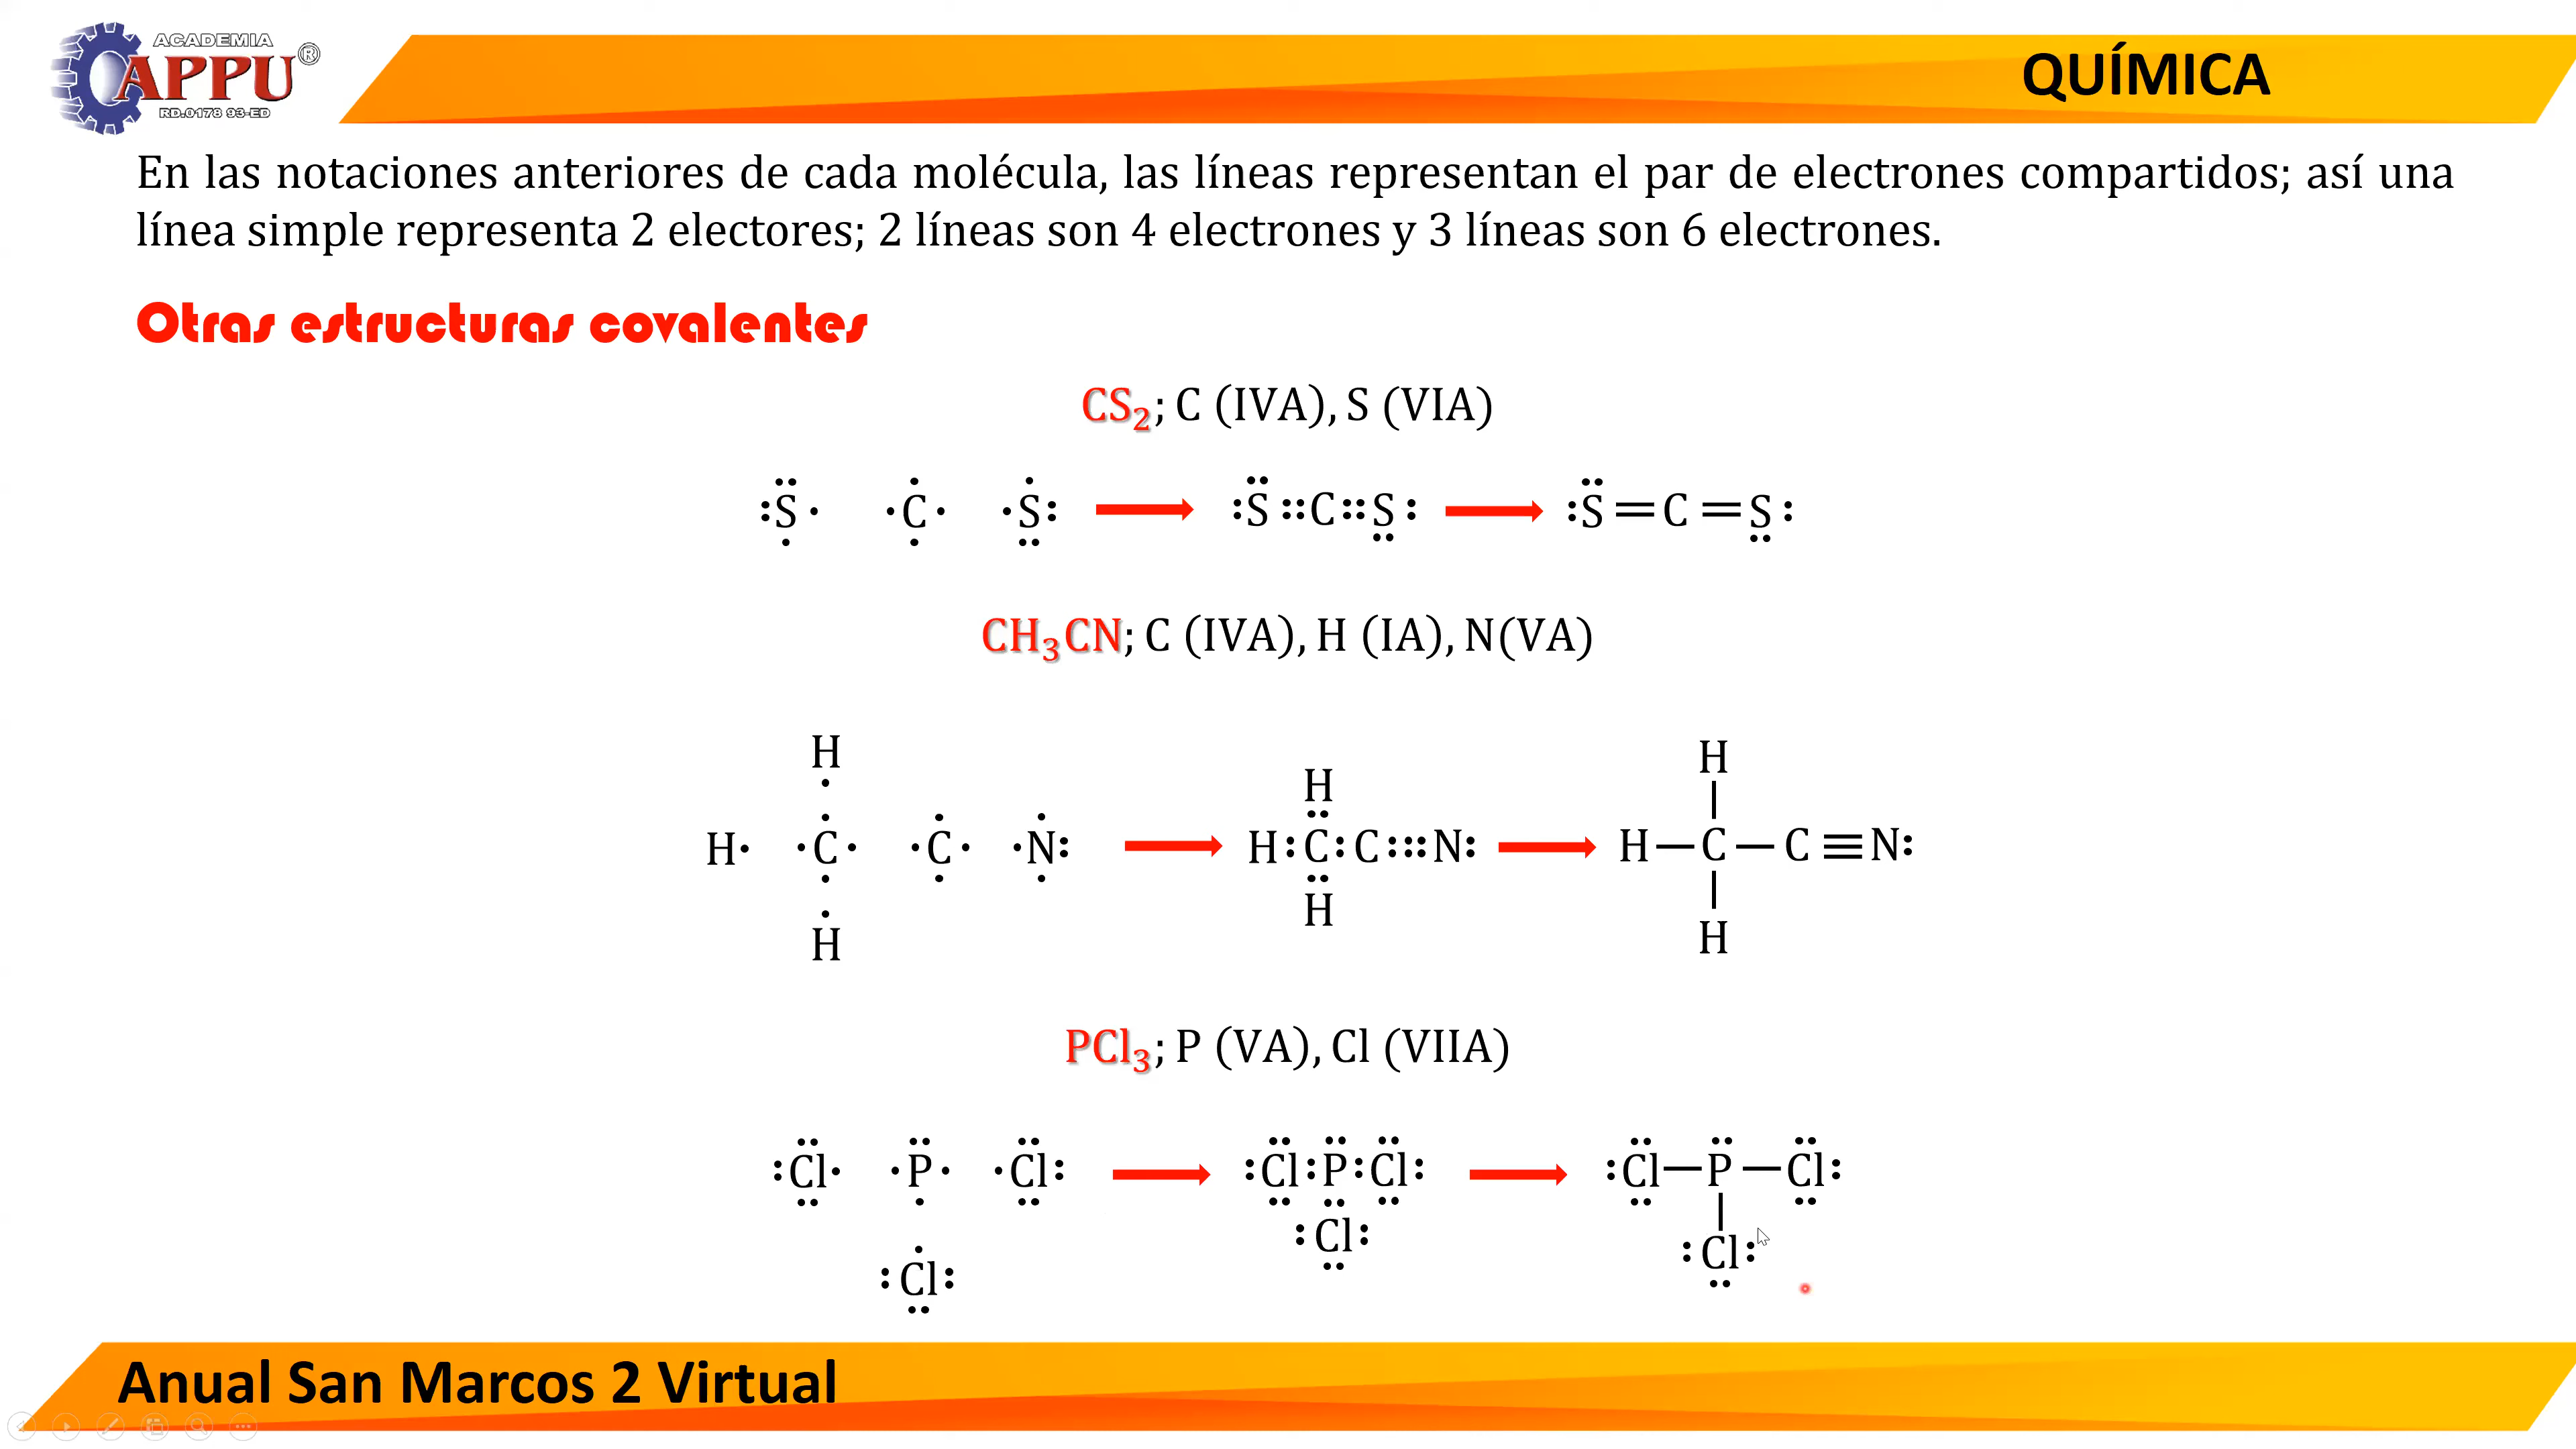 ACADEMIA
APPU®
RD.0178 93-ED
QUÍMICA
En las notaciones anteriores de cada molécula, las líneas representan el par de electrones compartidos; así una
línea simple representa 2 electores; 2 líneas son 4 electrones y 3 líneas son 6 electrones.
Otras estructuras covalentes
CS₂; C (IVA), S (VIA)
S C S S C S S = C = S
CH₃CN; C (IVA), H (IA), N(VA)
H H H
H C C N H C C N H — C — C ≡ N
H H H
PCl₃; P (VA), Cl (VIIA)
Cl P Cl Cl P Cl Cl — P — Cl
Cl Cl Cl
Anual San Marcos 2 Virtual